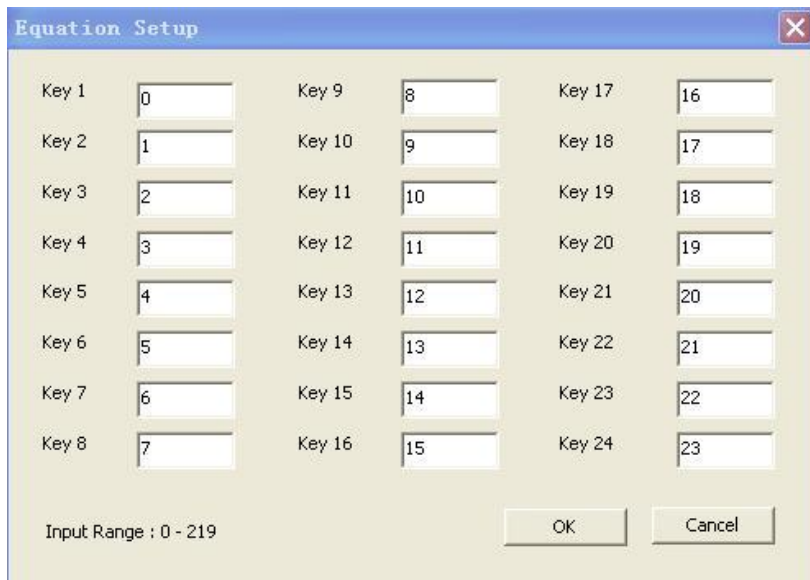 Equation Setup
Key 1 0 Key 9 8 Key 17 16
Key 2 1 Key 10 9 Key 18 17
Key 3 2 Key 11 10 Key 19 18
Key 4 3 Key 12 11 Key 20 19
Key 5 4 Key 13 12 Key 21 20
Key 6 5 Key 14 13 Key 22 21
Key 7 6 Key 15 14 Key 23 22
Key 8 7 Key 16 15 Key 24 23
Input Range : 0 - 219 OK Cancel